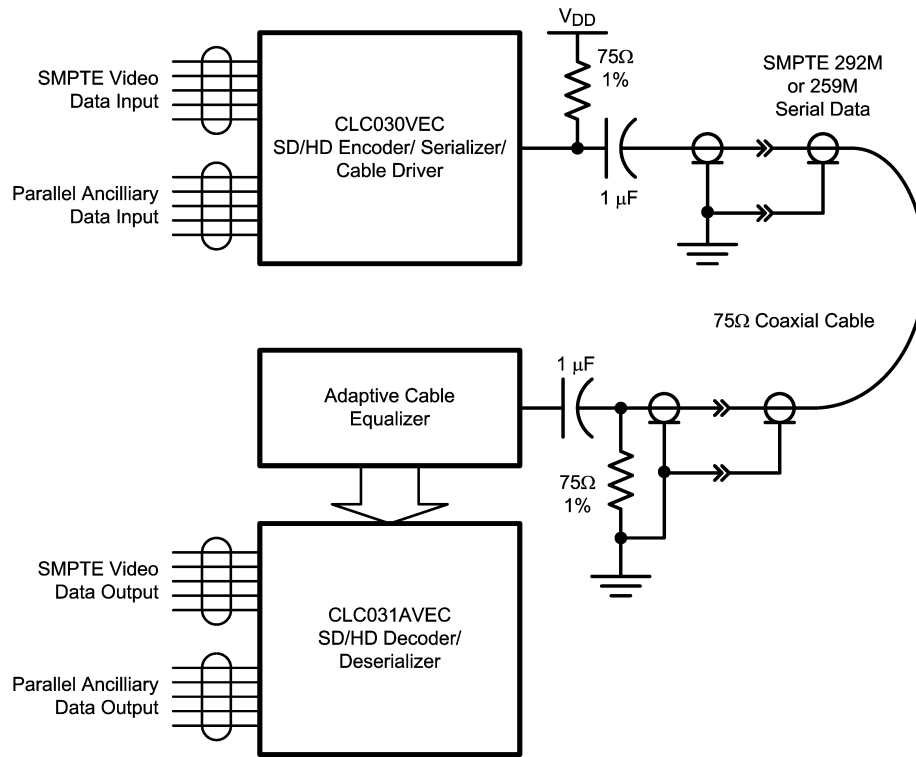 SMPTE Video
Data Input
Parallel Ancilliary
Data Input
CLC030VEC
SD/HD Encoder/ Serializer/
Cable Driver
VDD
75Ω
1%
1 μF
SMPTE 292M
or 259M
Serial Data
75Ω Coaxial Cable
Adaptive Cable
Equalizer
1 μF
75Ω
1%
SMPTE Video
Data Output
Parallel Ancilliary
Data Output
CLC031AVEC
SD/HD Decoder/
Deserializer